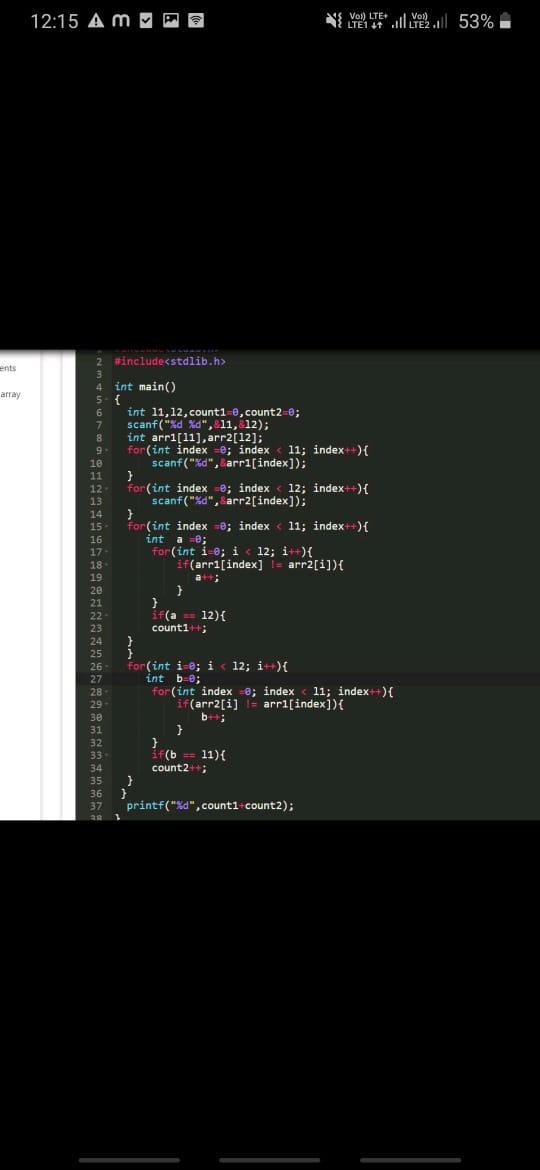 12:15
Vo) LTE+
LTE1
Vo)
LTE2
53%
ents
array
2 #include<stdlib.h>
3
4 int main()
5 {
6 int l1,l2,count1=0,count2=0;
7 scanf("%d %d",&l1,&l2);
8 int arr1[l1],arr2[l2];
9 for(int index =0; index < l1; index++){
10 scanf("%d",&arr1[index]);
11 }
12 for(int index =0; index < l2; index++){
13 scanf("%d",&arr2[index]);
14 }
15 for(int index =0; index < l1; index++){
16 int a =0;
17 for(int i=0; i < l2; i++){
18 if(arr1[index] != arr2[i]){
19 a++;
20 }
21 }
22 if(a == l2){
23 count1++;
24 }
25 }
26 for(int i=0; i < l2; i++){
27 int b=0;
28 for(int index =0; index < l1; index++){
29 if(arr2[i] != arr1[index]){
30 b++;
31 }
32 }
33 if(b == l1){
34 count2++;
35 }
36 }
37 printf("%d",count1+count2);
38 }